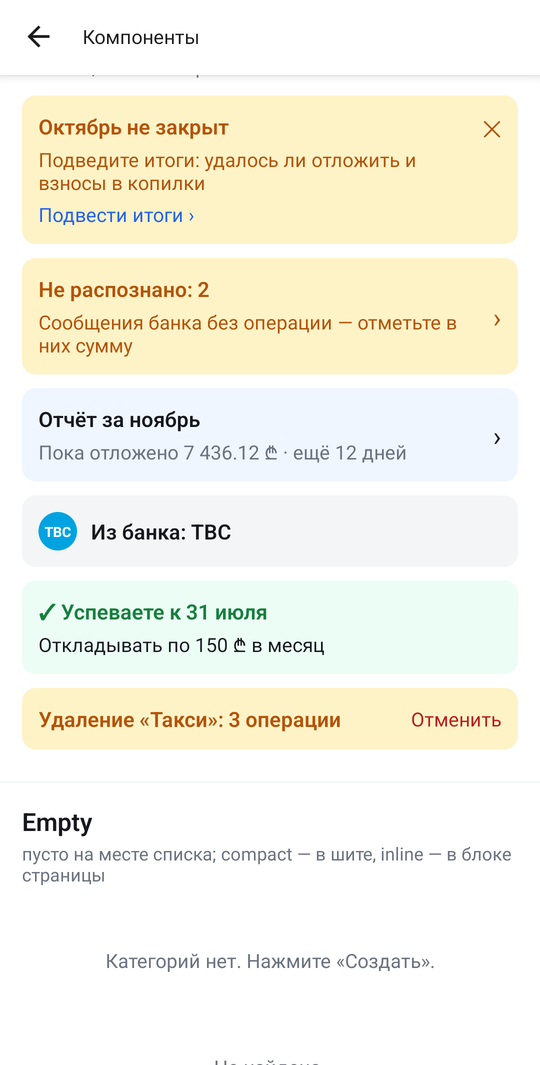 Компоненты
Октябрь не закрыт
Подведите итоги: удалось ли отложить и
взносы в копилки
Подвести итоги ›
Не распознано: 2
Сообщения банка без операции — отметьте в
них сумму
›
Отчёт за ноябрь
Пока отложено 7 436.12 ₾ · ещё 12 дней
›
TBC
Из банка: TBC
✓ Успеваете к 31 июля
Откладывать по 150 ₾ в месяц
Удаление «Такси»: 3 операции
Отменить
Empty
пусто на месте списка; compact — в шите, inline — в блоке
страницы
Категорий нет. Нажмите «Создать».